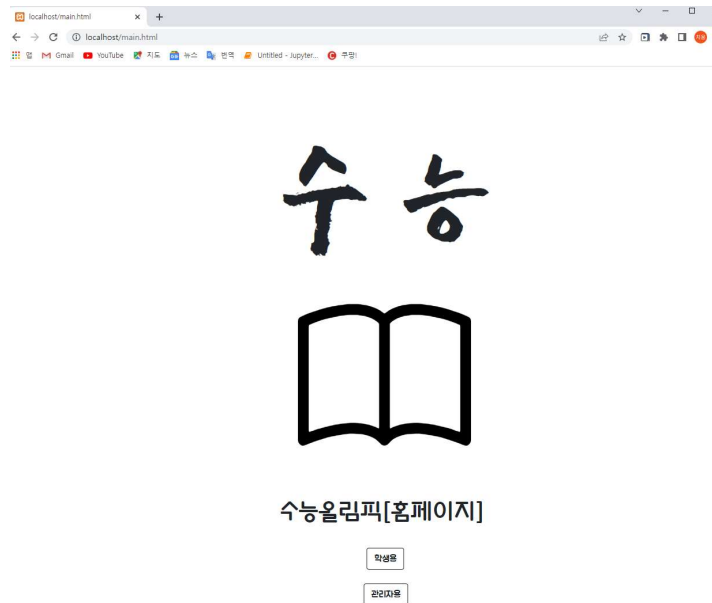 localhost/main.html
localhost/main.html
앱 Gmail YouTube 지도 뉴스 번역 Untitled - Jupyter... 쿠팡!
수능
수능올림픽[홈페이지]
학생용
관리자용